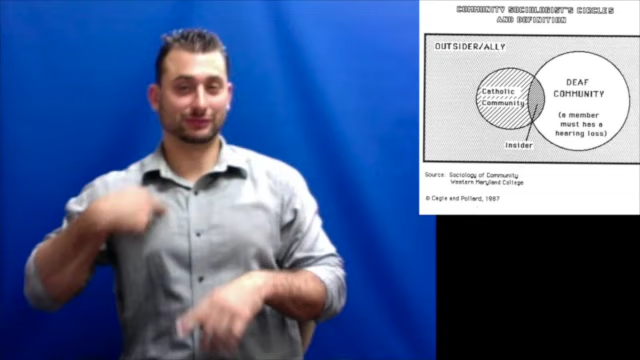 COMMUNITY SOCIOLOGIST'S CIRCLES
AND DEFINITION
OUTSIDER/ALLY
Catholic
Community
DEAF
COMMUNITY
(a member
must has a
hearing loss)
Insider
Source: Sociology of Community
Western Maryland College
© Cagle and Pollard, 1987